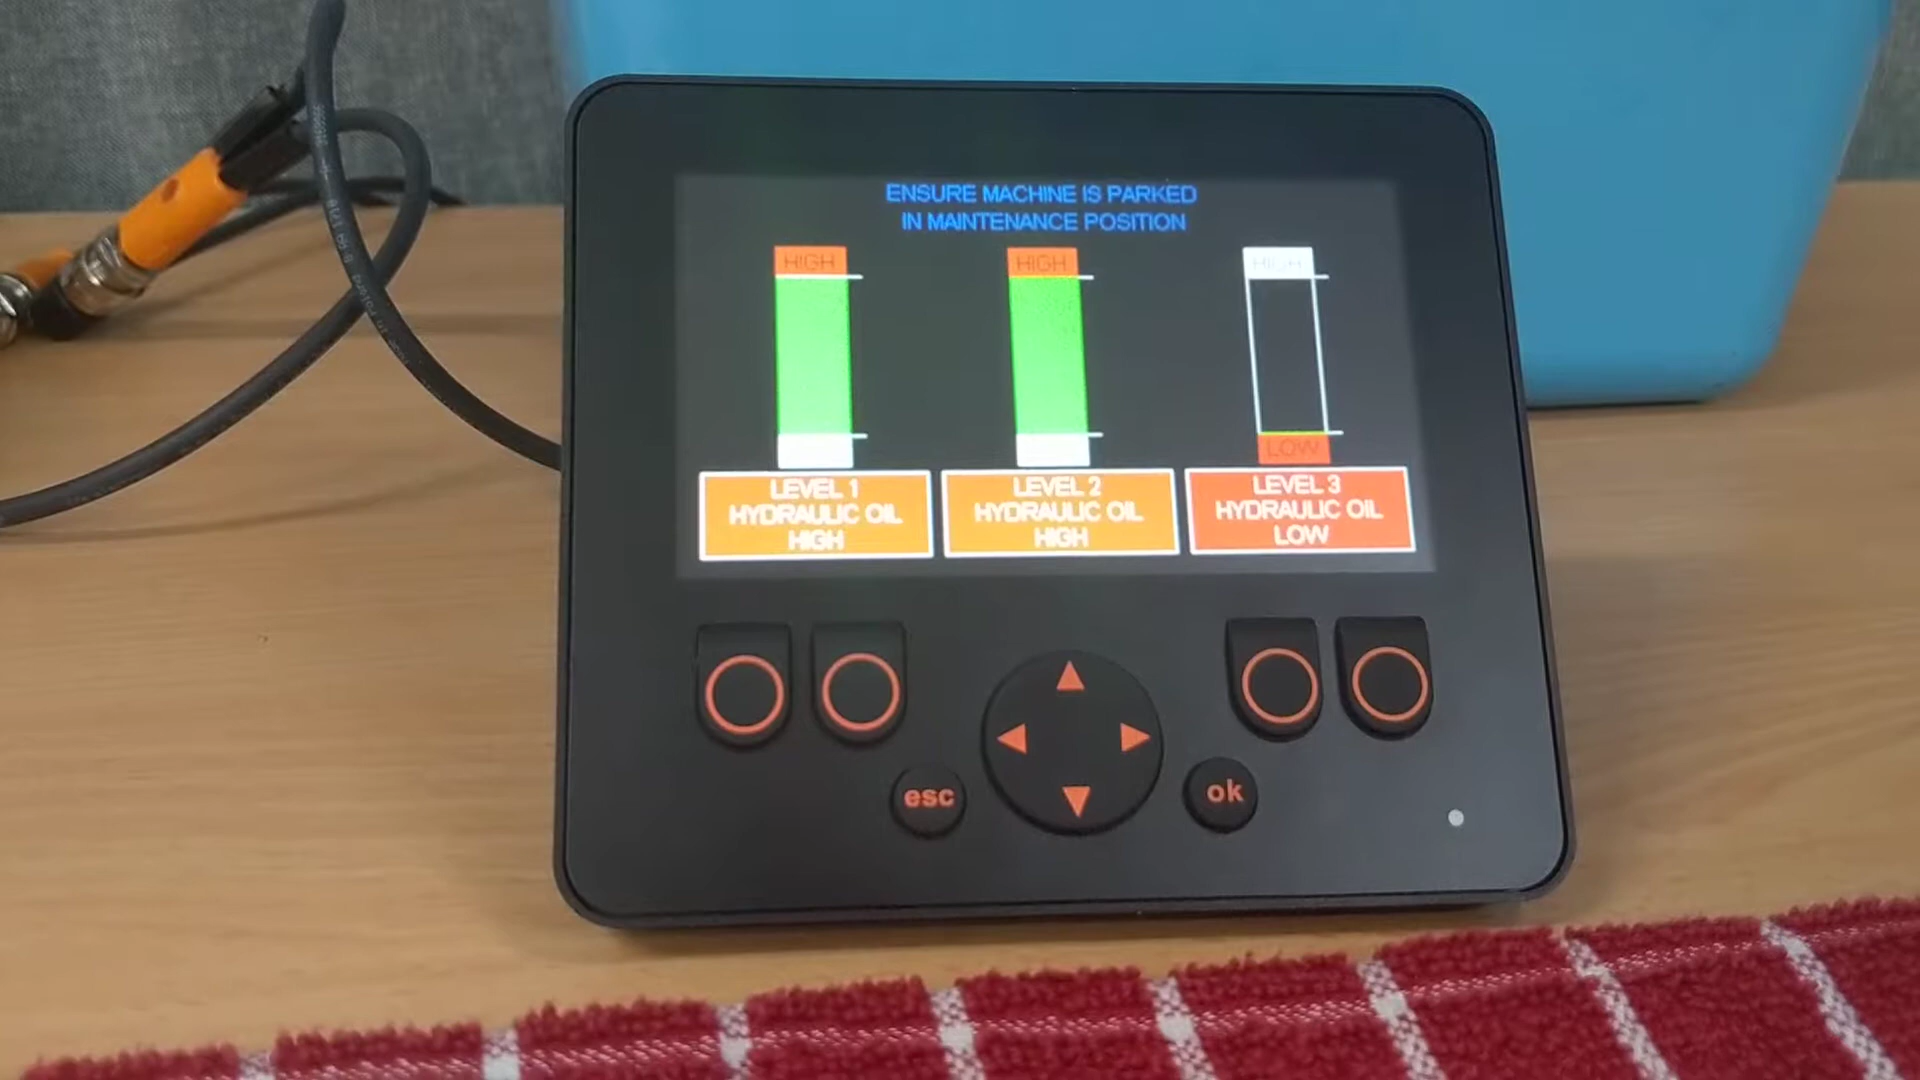 ENSURE MACHINE IS PARKED
IN MAINTENANCE POSITION
HIGH
HIGH
HIGH
LOW
LEVEL 1
HYDRAULIC OIL
HIGH
LEVEL 2
HYDRAULIC OIL
HIGH
LEVEL 3
HYDRAULIC OIL
LOW
esc
ok